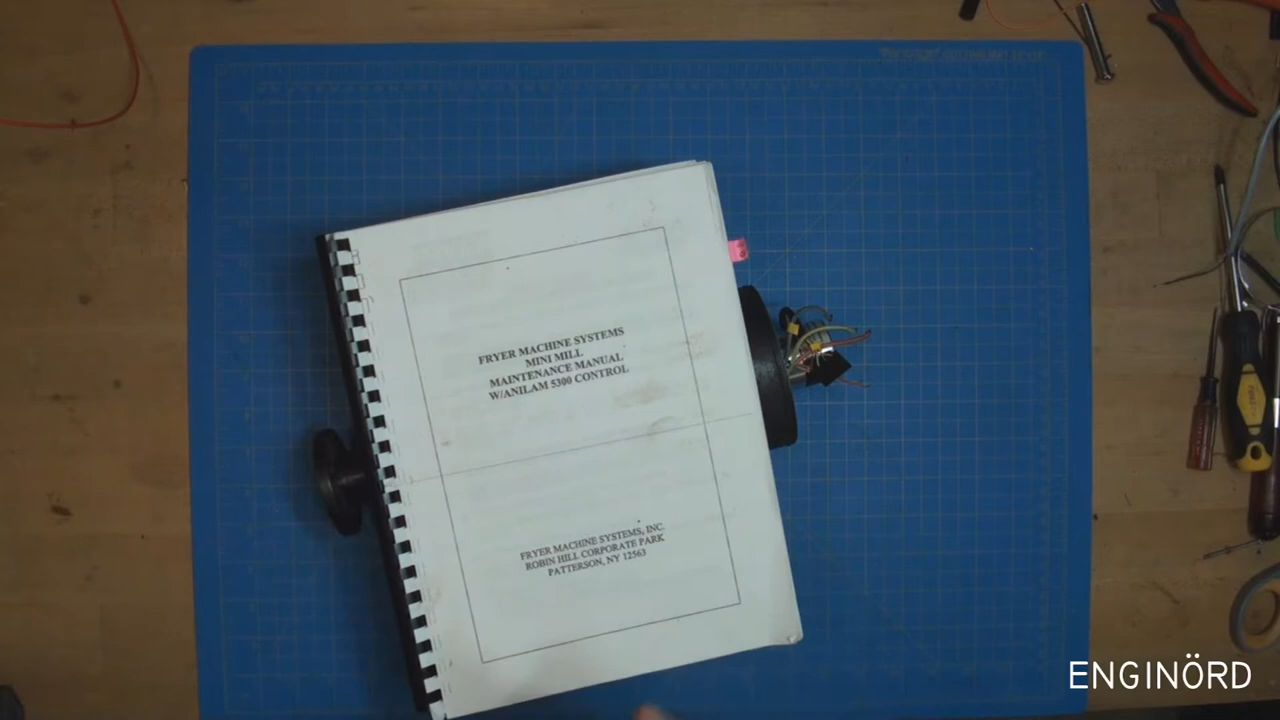 FRYER MACHINE SYSTEMS
MINI MILL
MAINTENANCE MANUAL
W/ANILAM 5300 CONTROL
FRYER MACHINE SYSTEMS, INC.
ROBIN HILL CORPORATE PARK
PATTERSON, NY 12563
ENGINÖRD